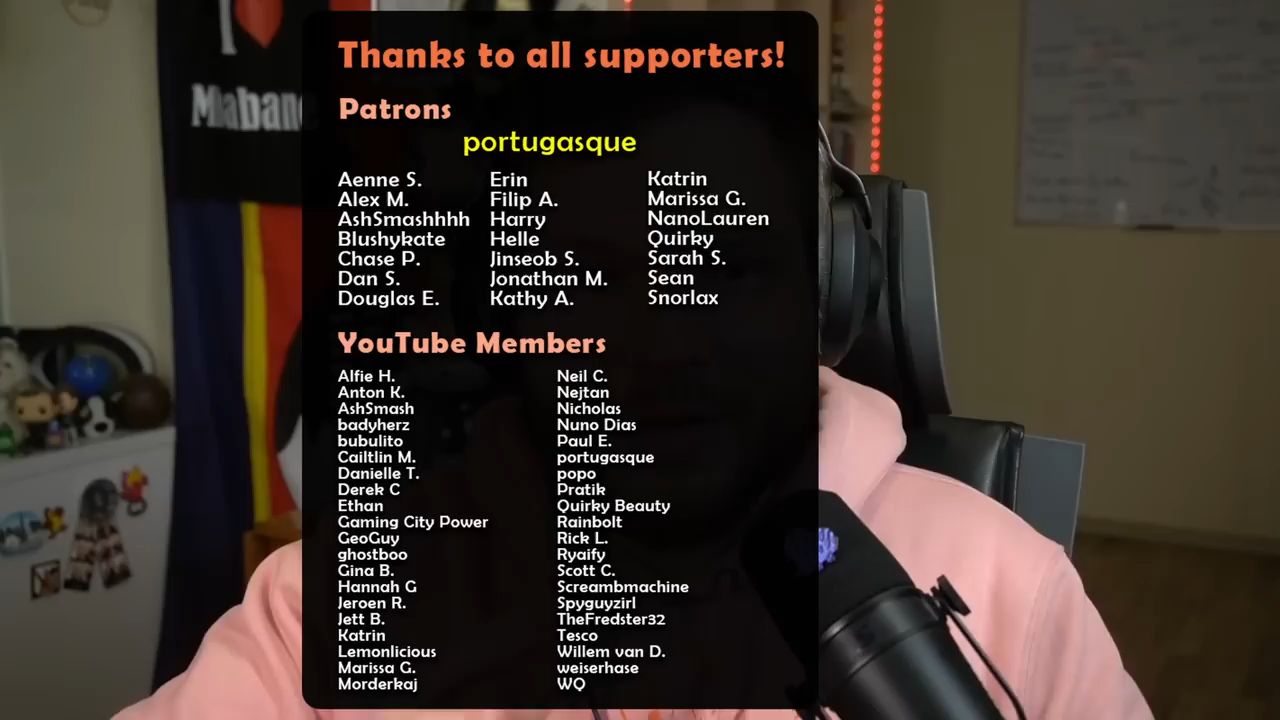 I
Mbabane
Thanks to all supporters!
Patrons
portugasque
Aenne S.
Alex M.
AshSmashhhh
Blushykate
Chase P.
Dan S.
Douglas E.
Erin
Filip A.
Harry
Helle
Jinseob S.
Jonathan M.
Kathy A.
Katrin
Marissa G.
NanoLauren
Quirky
Sarah S.
Sean
Snorlax
YouTube Members
Alfie H.
Anton K.
AshSmash
badyherz
bubulito
Cailtlin M.
Danielle T.
Derek C
Ethan
Gaming City Power
GeoGuy
ghostboo
Gina B.
Hannah G
Jeroen R.
Jett B.
Katrin
Lemonlicious
Marissa G.
Morderkaj
Neil C.
Nejtan
Nicholas
Nuno Dias
Paul E.
portugasque
popo
Pratik
Quirky Beauty
Rainbolt
Rick L.
Ryaify
Scott C.
Screambmachine
Spyguyzirl
TheFredster32
Tesco
Willem van D.
weiserhase
WQ